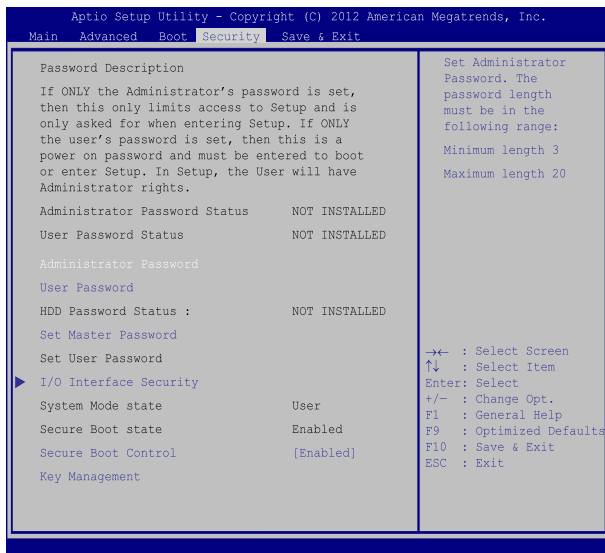 Aptio Setup Utility - Copyright (C) 2012 American Megatrends, Inc.
Main Advanced Boot Security Save & Exit
Password Description
If ONLY the Administrator's password is set,
then this only limits access to Setup and is
only asked for when entering Setup. If ONLY
the user's password is set, then this is a
power on password and must be entered to boot
or enter Setup. In Setup, the User will have
Administrator rights.
Administrator Password Status NOT INSTALLED
User Password Status NOT INSTALLED
Administrator Password
User Password
HDD Password Status : NOT INSTALLED
Set Master Password
Set User Password
I/O Interface Security
System Mode state User
Secure Boot state Enabled
Secure Boot Control [Enabled]
Key Management
Set Administrator
Password. The
password length
must be in the
following range:
Minimum length 3
Maximum length 20
→← : Select Screen
↑↓ : Select Item
Enter: Select
+/— : Change Opt.
F1 : General Help
F9 : Optimized Defaults
F10 : Save & Exit
ESC : Exit